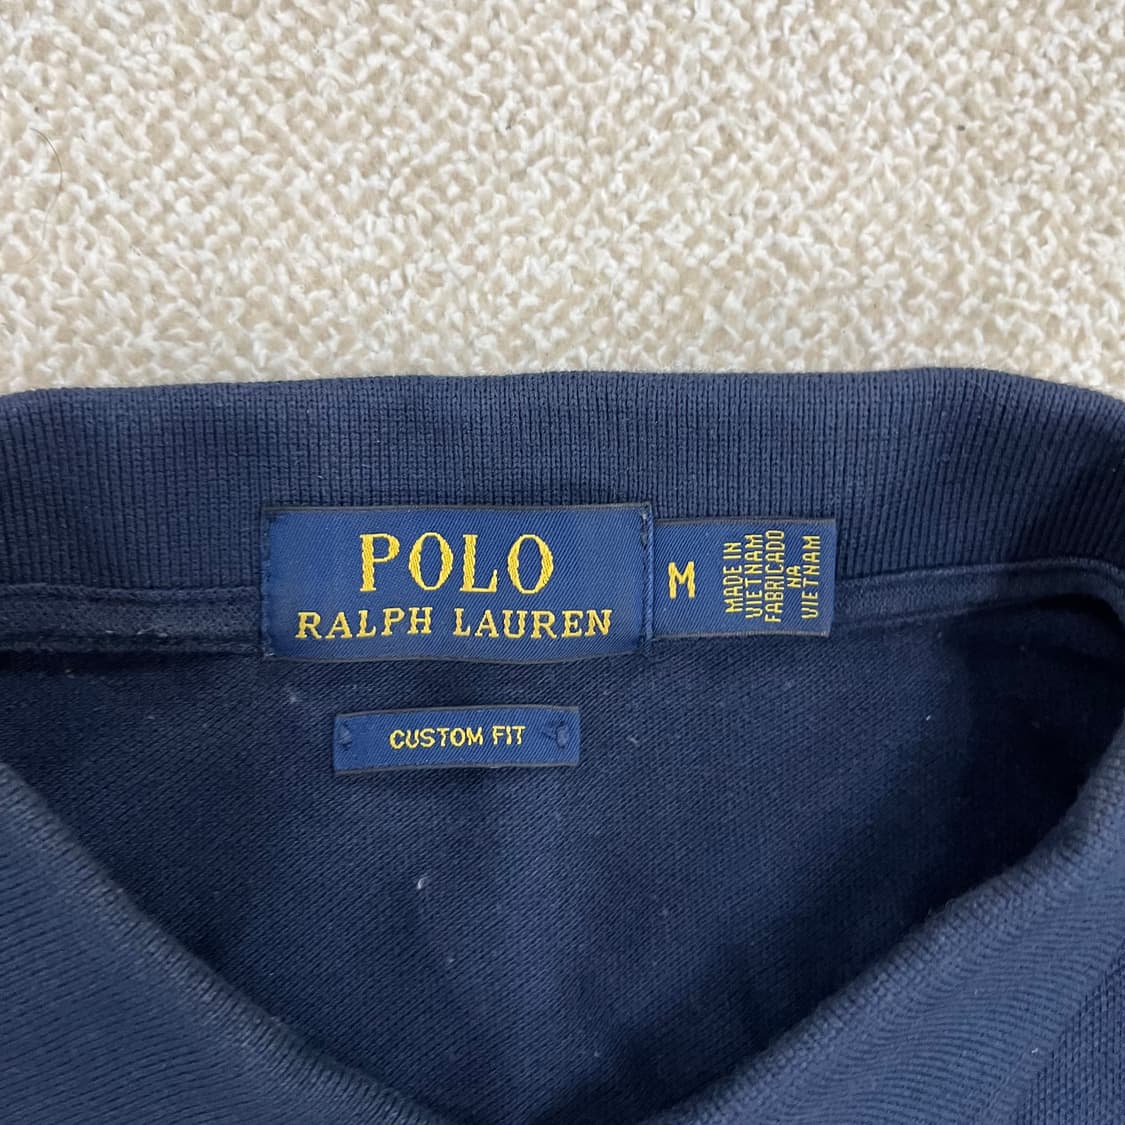 POLO
RALPH LAUREN
M
MADE IN
VIETNAM
FABRICADO
NA
VIETNAM
CUSTOM FIT